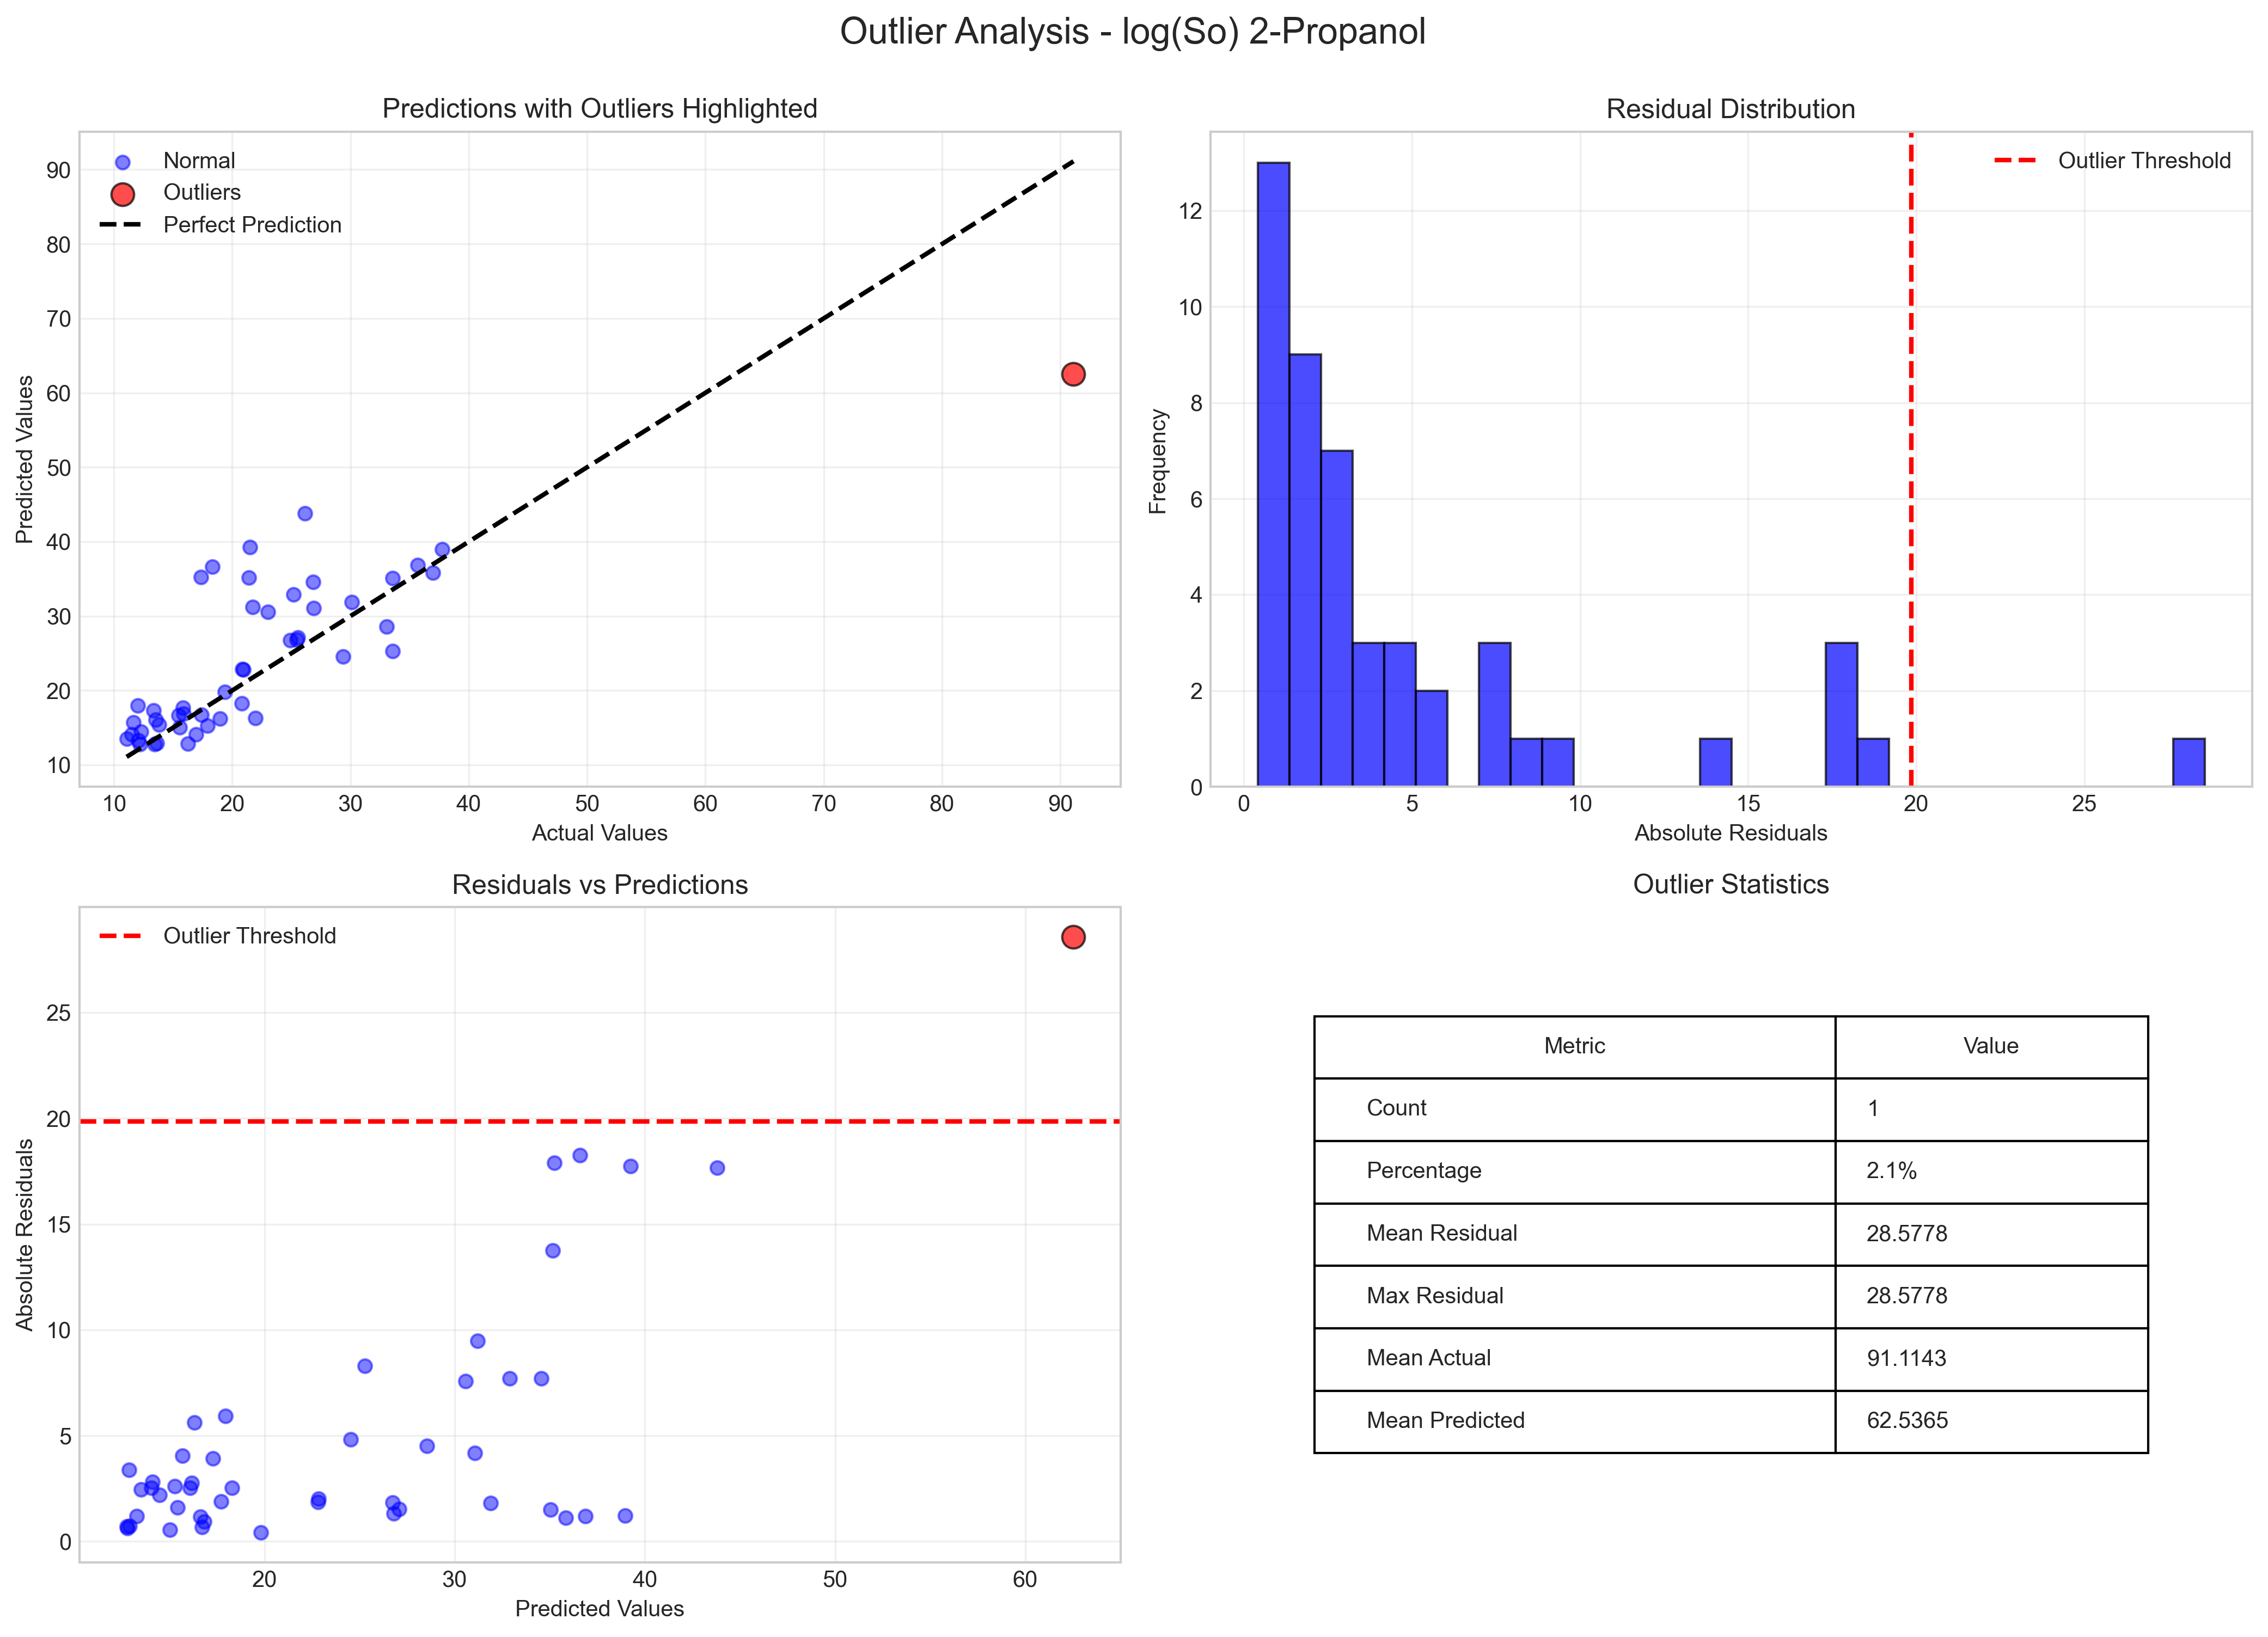 Outlier Analysis - log(So) 2-Propanol
Predictions with Outliers Highlighted
Normal
Outliers
Perfect Prediction
90
80
70
60
50
40
30
20
10
Predicted Values
10 20 30 40 50 60 70 80 90
Actual Values
Residual Distribution
Outlier Threshold
12
10
8
6
4
2
0
Frequency
0 5 10 15 20 25
Absolute Residuals
Residuals vs Predictions
Outlier Threshold
25
20
15
10
5
0
Absolute Residuals
20 30 40 50 60
Predicted Values
Outlier Statistics
Metric Value
Count 1
Percentage 2.1%
Mean Residual 28.5778
Max Residual 28.5778
Mean Actual 91.1143
Mean Predicted 62.5365